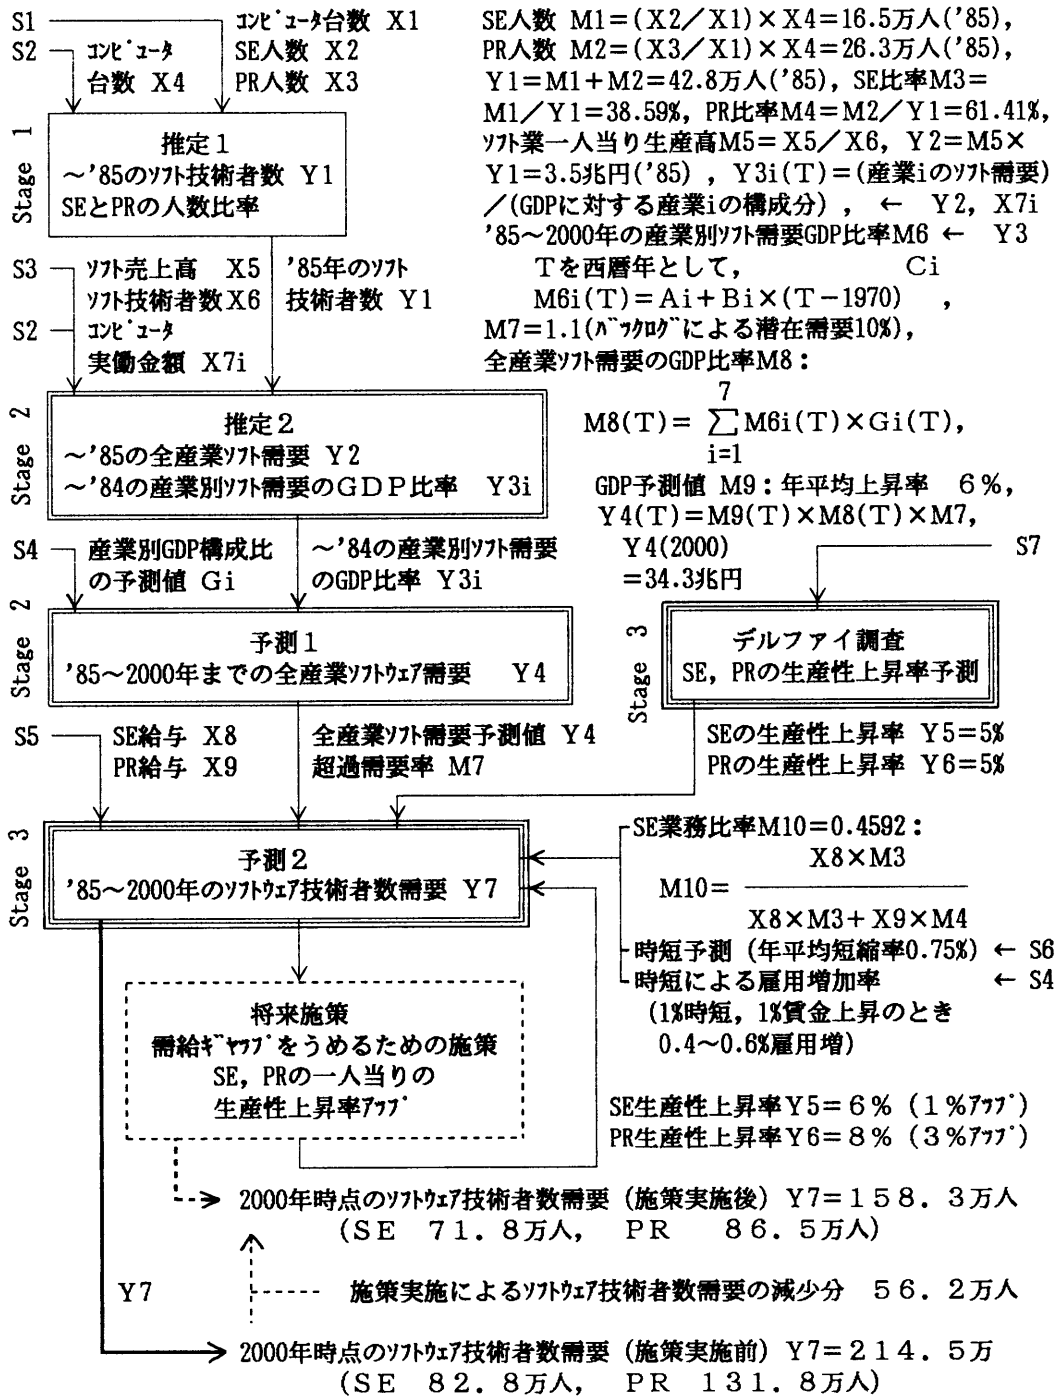 S1
S2
コンピュータ台数 X1
SE人数 X2
PR人数 X3
コンピュータ
台数 X4
Stage 1
推定1
～'85のソフト技術者数 Y1
SEとPRの人数比率
SE人数 M1=(X2／X1)×X4=16.5万人('85),
PR人数 M2=(X3／X1)×X4=26.3万人('85),
Y1=M1+M2=42.8万人('85), SE比率M3=
M1／Y1=38.59%, PR比率M4=M2／Y1=61.41%,
ソフト業一人当り生産高M5=X5／X6, Y2=M5×
Y1=3.5兆円('85) , Y3i(T)=(産業iのソフト需要)
／(GDPに対する産業iの構成分) , ← Y2, X7i
'85～2000年の産業別ソフト需要GDP比率M6 ← Y3
Tを西暦年として, Ci
M6i(T)=Ai+Bi×(T-1970) ,
M7=1.1(バックログによる潜在需要10%),
全産業ソフト需要のGDP比率M8:
7
M8(T)= ∑M6i(T)×Gi(T),
i=1
GDP予測値 M9:年平均上昇率 6%,
Y4(T)=M9(T)×M8(T)×M7,
Y4(2000)
=34.3兆円
S3
ソフト売上高 X5
ソフト技術者数X6
'85年のソフト
技術者数 Y1
S2
コンピュータ
実働金額 X7i
Stage 2
推定2
～'85の全産業ソフト需要 Y2
～'84の産業別ソフト需要のGDP比率 Y3i
S4
産業別GDP構成比
の予測値 Gi
～'84の産業別ソフト需要
のGDP比率 Y3i
S7
Stage 2
予測1
'85～2000年までの全産業ソフトウェア需要 Y4
Stage 3
デルファイ調査
SE, PRの生産性上昇率予測
S5
SE給与 X8
PR給与 X9
全産業ソフト需要予測値 Y4
超過需要率 M7
SEの生産性上昇率 Y5=5%
PRの生産性上昇率 Y6=5%
Stage 3
予測2
'85～2000年のソフトウェア技術者数需要 Y7
SE業務比率M10=0.4592:
X8×M3
M10=
X8×M3+X9×M4
時短予測 (年平均短縮率0.75%) ← S6
時短による雇用増加率 ← S4
(1%時短, 1%賃金上昇のとき
0.4～0.6%雇用増)
将来施策
需給ギャップをうめるための施策
SE, PRの一人当りの
生産性上昇率アップ
SE生産性上昇率Y5=6% (1%アップ)
PR生産性上昇率Y6=8% (3%アップ)
2000年時点のソフトウェア技術者数需要 (施策実施後) Y7=158.3万人
(SE 71.8万人, PR 86.5万人)
Y7
施策実施によるソフトウェア技術者数需要の減少分 56.2万人
2000年時点のソフトウェア技術者数需要 (施策実施前) Y7=214.5万
(SE 82.8万人, PR 131.8万人)